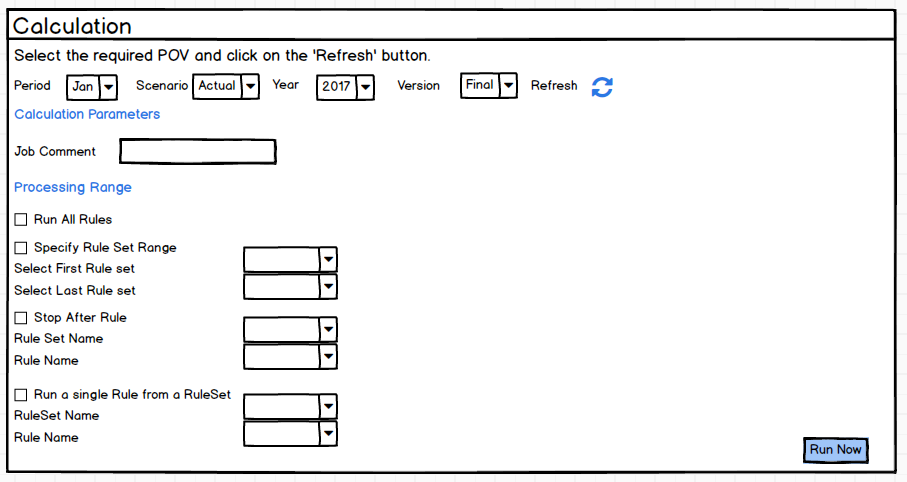 Calculation
Select the required POV and click on the 'Refresh' button.
Period Jan Scenario Actual Year 2017 Version Final Refresh
Calculation Parameters
Job Comment
Processing Range
Run All Rules
Specify Rule Set Range
Select First Rule set
Select Last Rule set
Stop After Rule
Rule Set Name
Rule Name
Run a single Rule from a RuleSet
RuleSet Name
Rule Name
Run Now